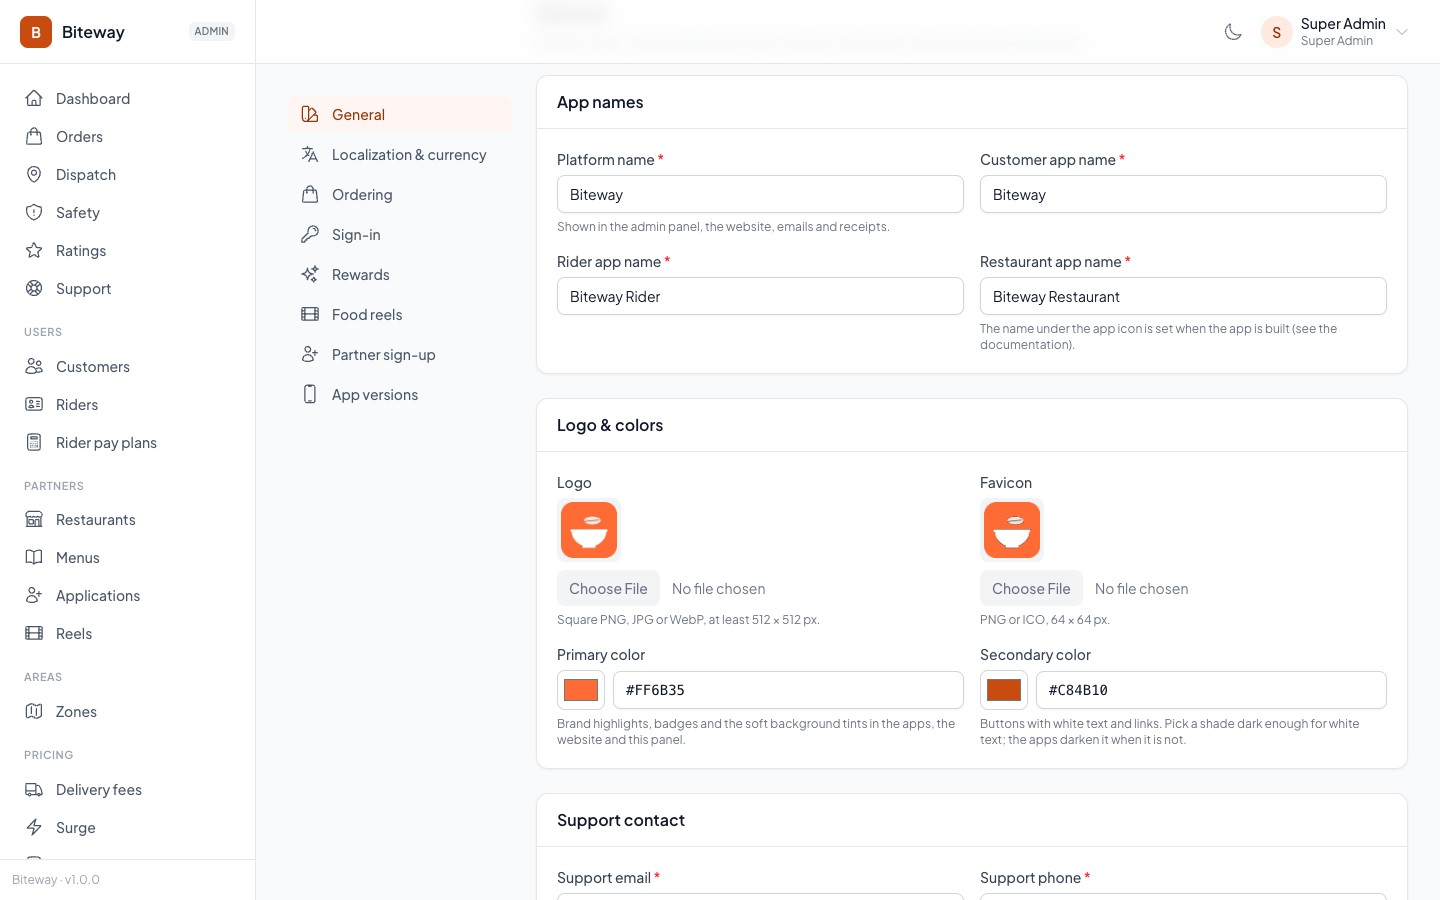 B
Biteway
ADMIN
S
Super Admin
Super Admin
Dashboard
Orders
Dispatch
Safety
Ratings
Support
USERS
Customers
Riders
Rider pay plans
PARTNERS
Restaurants
Menus
Applications
Reels
AREAS
Zones
PRICING
Delivery fees
Surge
Biteway · v1.0.0
General
Localization & currency
Ordering
Sign-in
Rewards
Food reels
Partner sign-up
App versions
App names
Platform name *
Biteway
Shown in the admin panel, the website, emails and receipts.
Customer app name *
Biteway
Rider app name *
Biteway Rider
Restaurant app name *
Biteway Restaurant
The name under the app icon is set when the app is built (see the
documentation).
Logo & colors
Logo
Choose File No file chosen
Square PNG, JPG or WebP, at least 512 × 512 px.
Favicon
Choose File No file chosen
PNG or ICO, 64 × 64 px.
Primary color
#FF6B35
Brand highlights, badges and the soft background tints in the apps, the
website and this panel.
Secondary color
#C84B10
Buttons with white text and links. Pick a shade dark enough for white
text; the apps darken it when it is not.
Support contact
Support email *
Support phone *